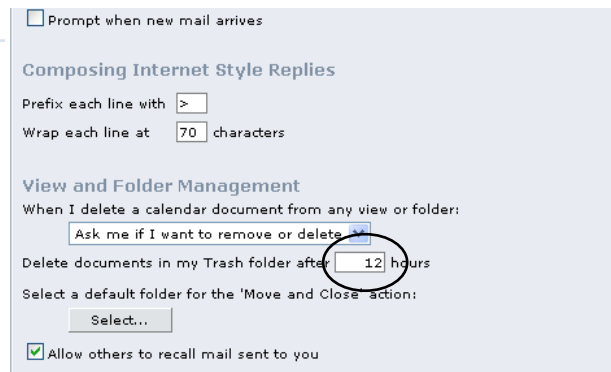 Prompt when new mail arrives
Composing Internet Style Replies
Prefix each line with >
Wrap each line at 70 characters
View and Folder Management
When I delete a calendar document from any view or folder:
Ask me if I want to remove or delete
Delete documents in my Trash folder after 12 hours
Select a default folder for the 'Move and Close' action:
Select...
Allow others to recall mail sent to you